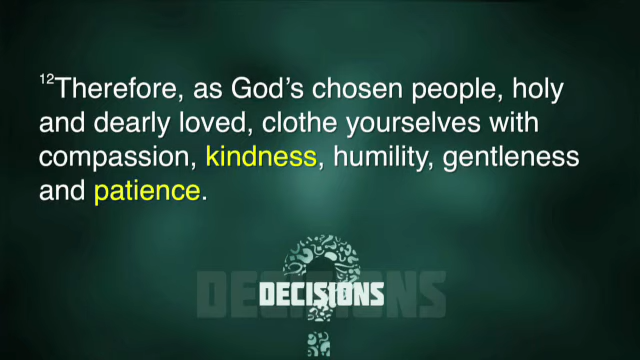 ¹²Therefore, as God’s chosen people, holy
and dearly loved, clothe yourselves with
compassion, kindness, humility, gentleness
and patience.
DECISIONS
DECISIONS